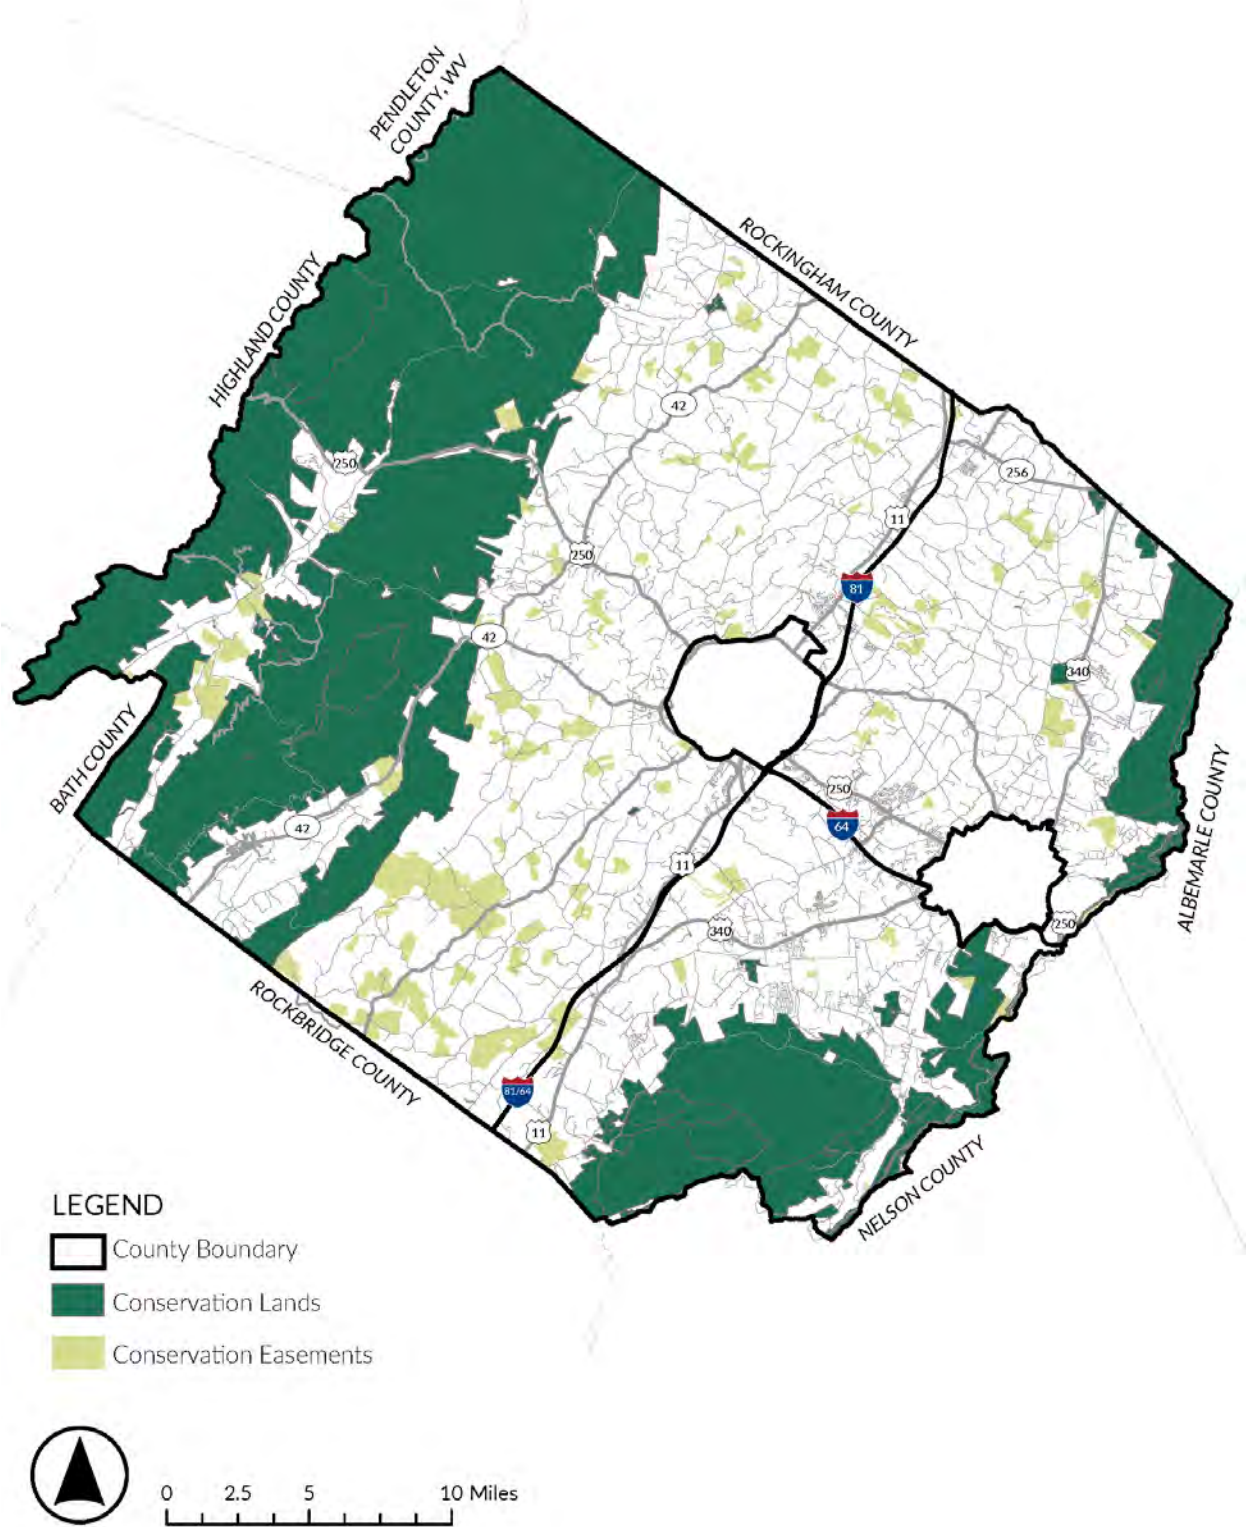 PENDLETON
COUNTY, WV
ROCKINGHAM COUNTY
HIGHLAND COUNTY
42
250
256
11
250
81
42
340
BATH COUNTY
250
64
42
11
ALBEMARLE COUNTY
340
250
ROCKBRIDGE COUNTY
81/64
11
NELSON COUNTY
LEGEND
County Boundary
Conservation Lands
Conservation Easements
0 2.5 5 10 Miles